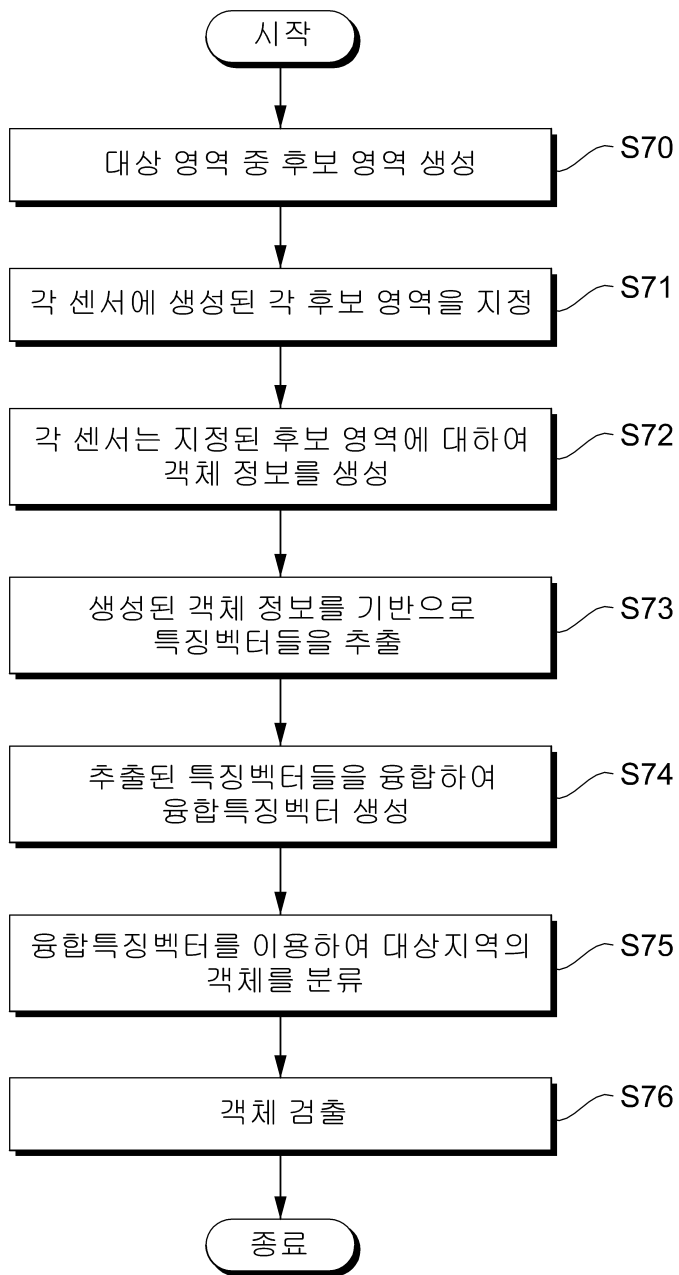 시작
대상 영역 중 후보 영역 생성
S70
각 센서에 생성된 각 후보 영역을 지정
S71
각 센서는 지정된 후보 영역에 대하여
객체 정보를 생성
S72
생성된 객체 정보를 기반으로
특징벡터들을 추출
S73
추출된 특징벡터들을 융합하여
융합특징벡터 생성
S74
융합특징벡터를 이용하여 대상지역의
객체를 분류
S75
객체 검출
S76
종료